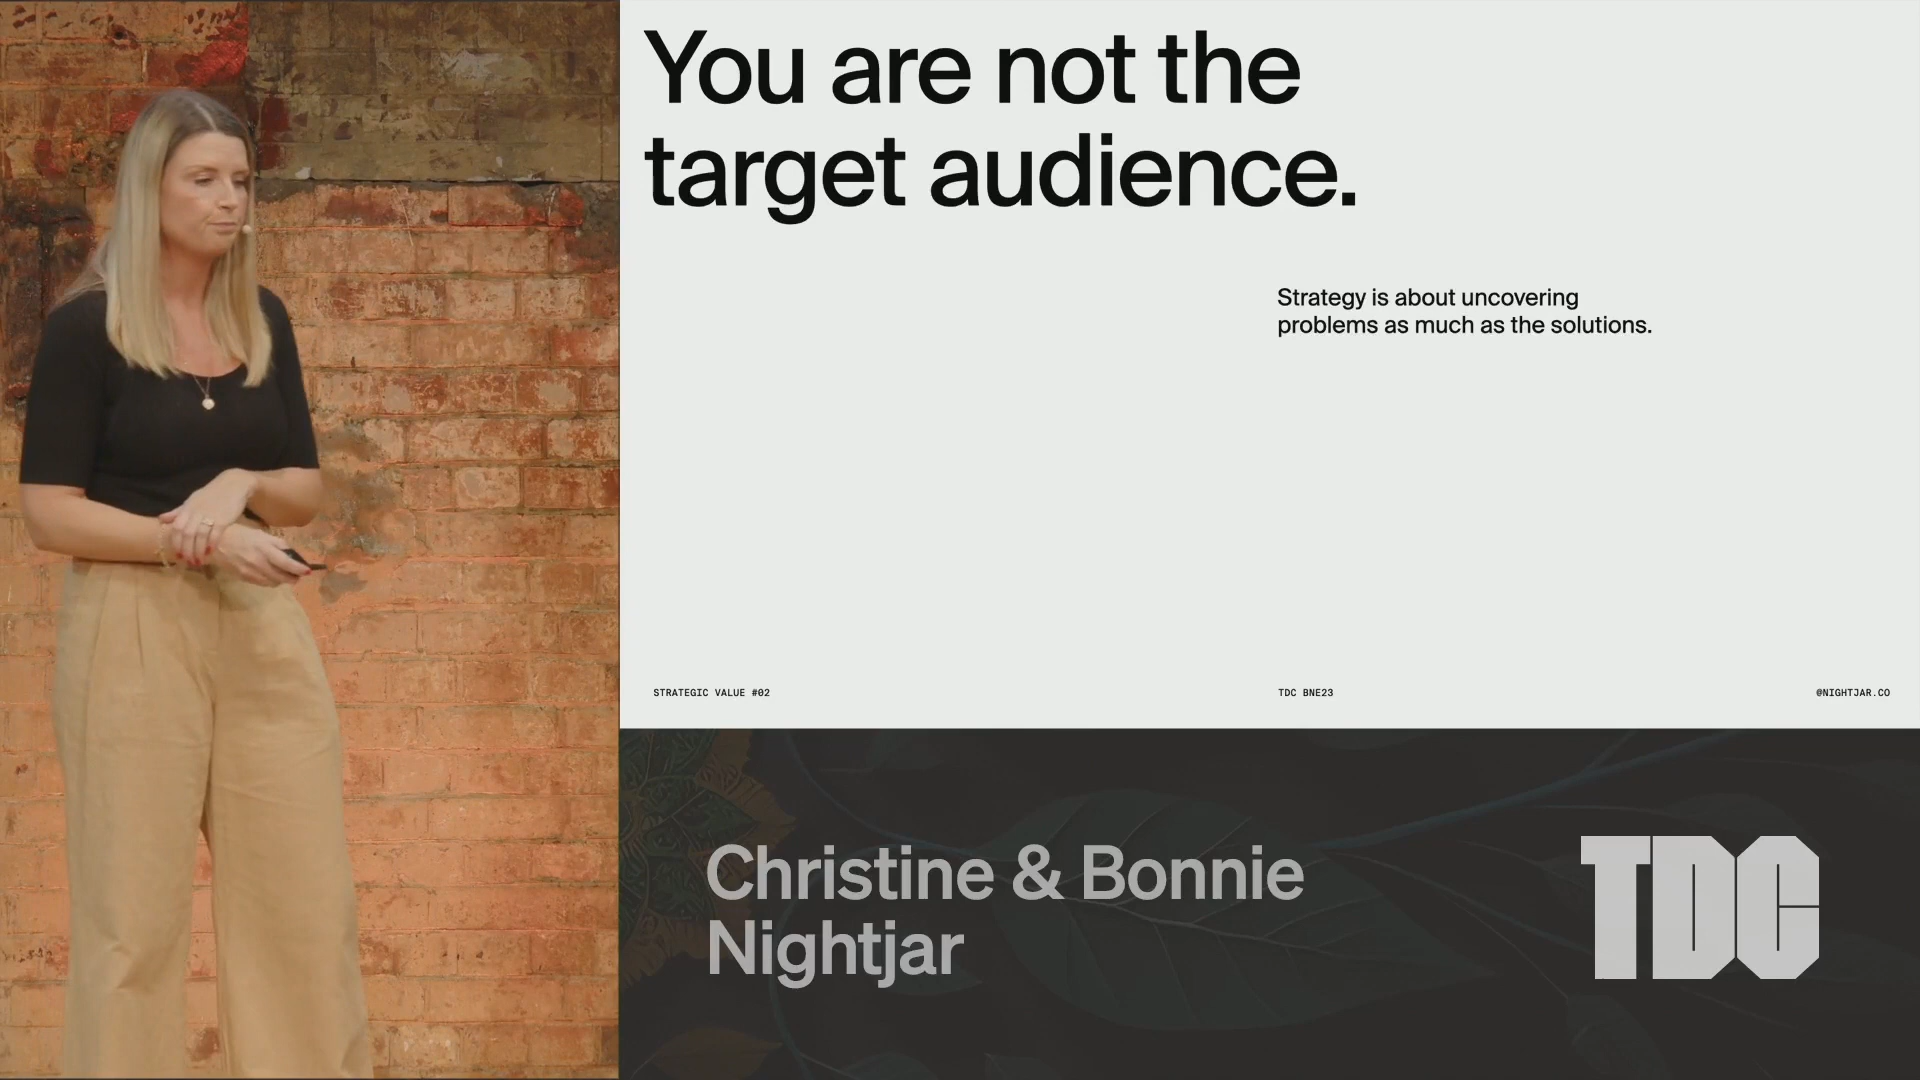 You are not the
target audience.
Strategy is about uncovering
problems as much as the solutions.
STRATEGIC VALUE #02
TDC BNE23
@NIGHTJAR.CO
Christine & Bonnie
Nightjar
TDC